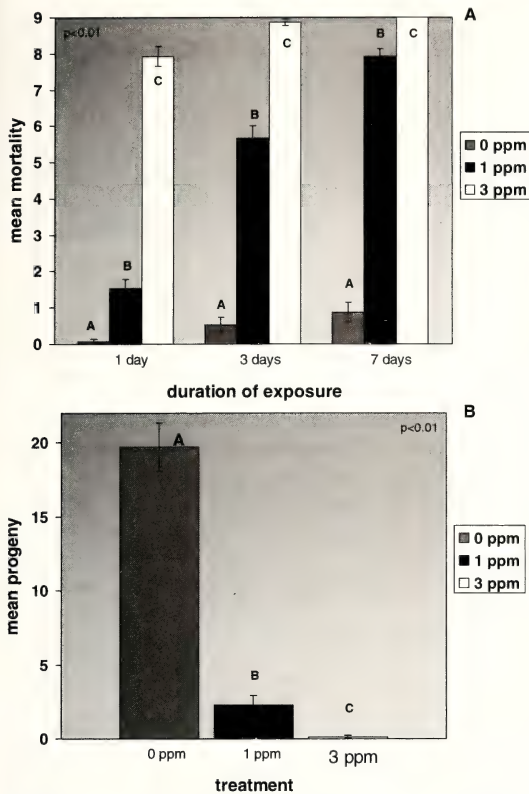 A
p<0.01
9
8
7
6
5
4
3
2
1
0
mean mortality
A
B
C
A
B
C
A
B
C
1 day
3 days
7 days
duration of exposure
0 ppm
1 ppm
3 ppm
B
p<0.01
20
15
10
5
0
mean progeny
A
B
C
0 ppm
1 ppm
3 ppm
treatment
0 ppm
1 ppm
3 ppm